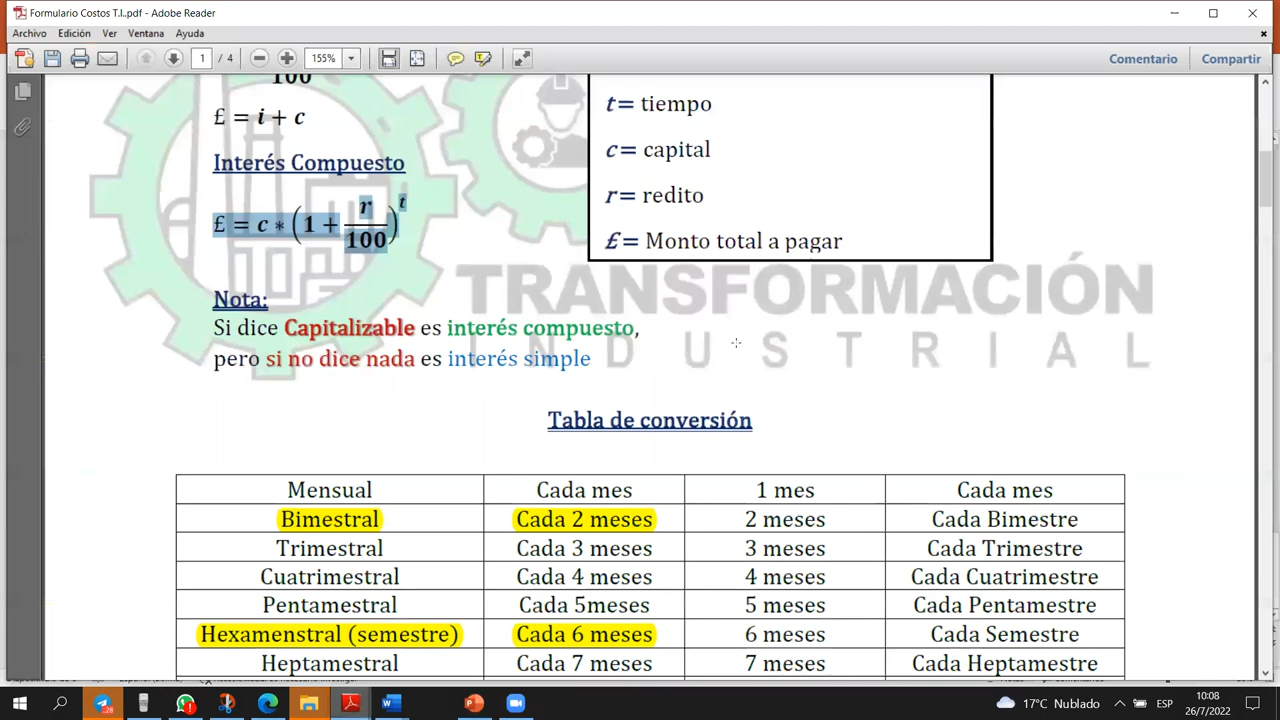 Formulario Costos T.I..pdf - Adobe Reader
Archivo Edición Ver Ventana Ayuda
1 / 4 155% Comentario Compartir
100
£ = i + c
Interés Compuesto
£ = c * (1 + r/100)^t
t= tiempo
c= capital
r= redito
£= Monto total a pagar
TRANSFORMACIÓN
INDUSTRIAL
Nota:
Si dice Capitalizable es interés compuesto,
pero si no dice nada es interés simple
Tabla de conversión
Mensual Cada mes 1 mes Cada mes
Bimestral Cada 2 meses 2 meses Cada Bimestre
Trimestral Cada 3 meses 3 meses Cada Trimestre
Cuatrimestral Cada 4 meses 4 meses Cada Cuatrimestre
Pentamestral Cada 5meses 5 meses Cada Pentamestre
Hexamenstral (semestre) Cada 6 meses 6 meses Cada Semestre
Heptamestral Cada 7 meses 7 meses Cada Heptamestre
28
17°C Nublado ESP 10:08
26/7/2022